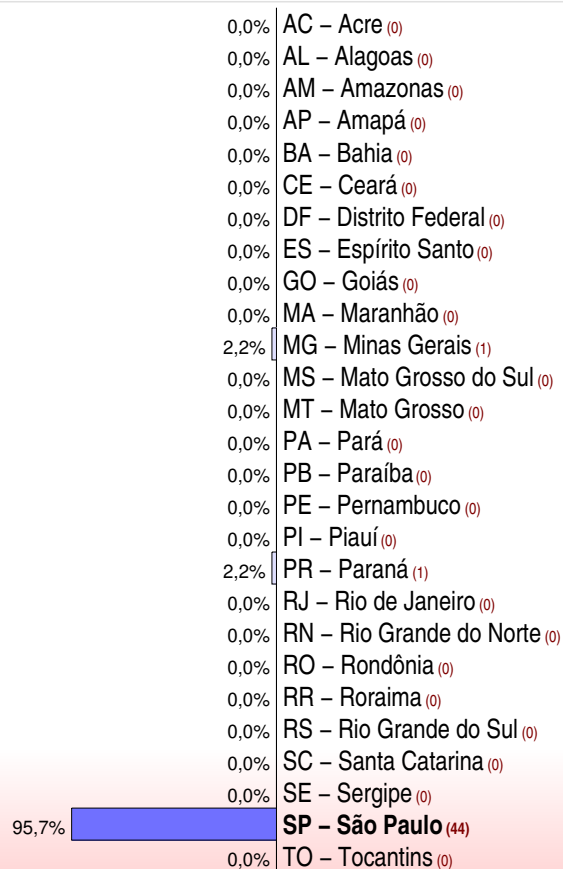 0,0% AC – Acre (0)
0,0% AL – Alagoas (0)
0,0% AM – Amazonas (0)
0,0% AP – Amapá (0)
0,0% BA – Bahia (0)
0,0% CE – Ceará (0)
0,0% DF – Distrito Federal (0)
0,0% ES – Espírito Santo (0)
0,0% GO – Goiás (0)
0,0% MA – Maranhão (0)
2,2% MG – Minas Gerais (1)
0,0% MS – Mato Grosso do Sul (0)
0,0% MT – Mato Grosso (0)
0,0% PA – Pará (0)
0,0% PB – Paraíba (0)
0,0% PE – Pernambuco (0)
0,0% PI – Piauí (0)
2,2% PR – Paraná (1)
0,0% RJ – Rio de Janeiro (0)
0,0% RN – Rio Grande do Norte (0)
0,0% RO – Rondônia (0)
0,0% RR – Roraima (0)
0,0% RS – Rio Grande do Sul (0)
0,0% SC – Santa Catarina (0)
0,0% SE – Sergipe (0)
95,7% SP – São Paulo (44)
0,0% TO – Tocantins (0)